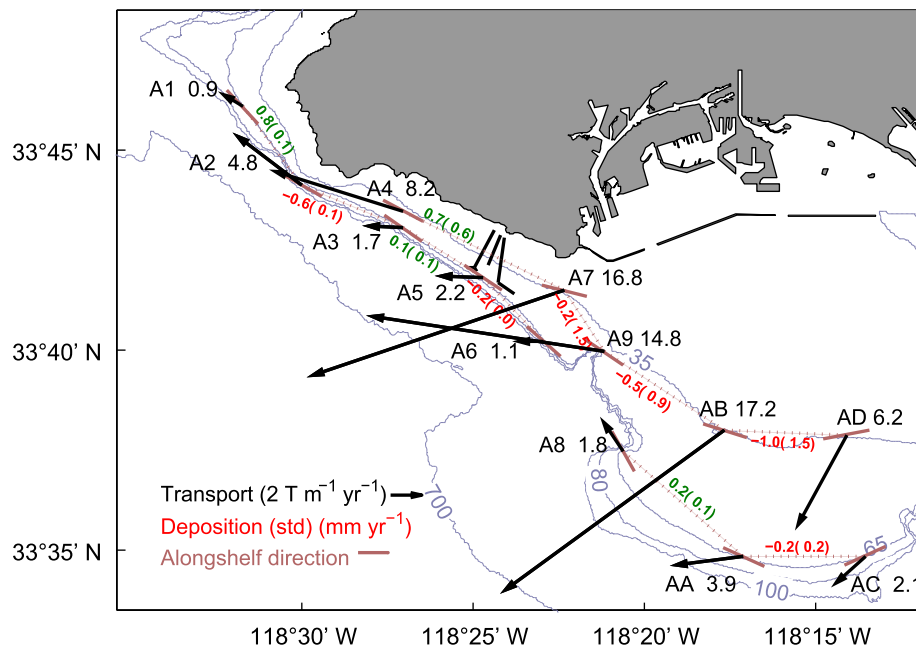 A1 0.9
0.8( 0.1)
33°45' N
A2 4.8
A4 8.2
−0.6( 0.1)
0.7( 0.6)
A3 1.7
0.1( 0.1)
A7 16.8
A5 2.2
−0.2( 0.0)
−0.2( 1.5)
A9 14.8
33°40' N
A6 1.1
35
−0.5( 0.9)
AB 17.2
AD 6.2
−1.0( 1.5)
A8 1.8
80
0.2( 0.1)
Transport (2 T m−1 yr−1)
700
Deposition (std) (mm yr−1)
Alongshelf direction
−0.2( 0.2)
65
33°35' N
100
AA 3.9
AC 2.1
118°30' W
118°25' W
118°20' W
118°15' W